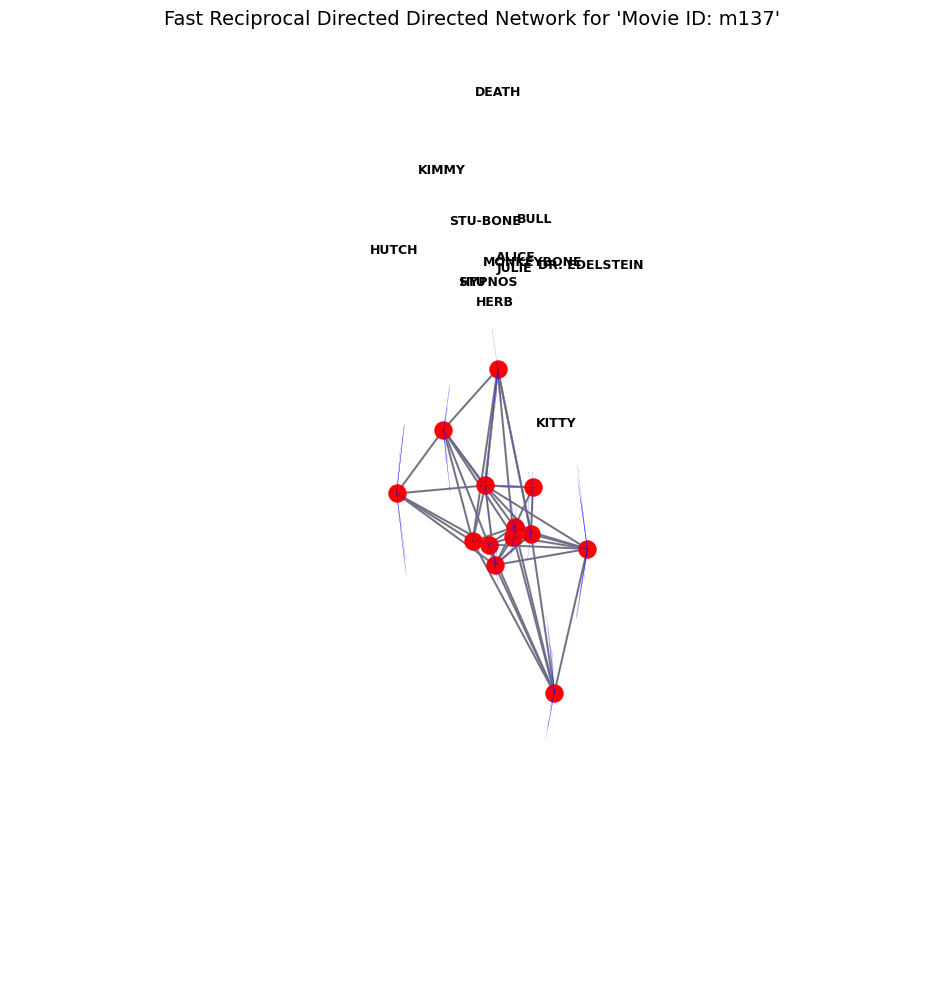 Fast Reciprocal Directed Directed Network for 'Movie ID: m137'
DEATH
KIMMY
STU-BONE
BULL
HUTCH
ALICE
MONKEYBONE
JULIE
DR. EDELSTEIN
STU
HYPNOS
HERB
KITTY